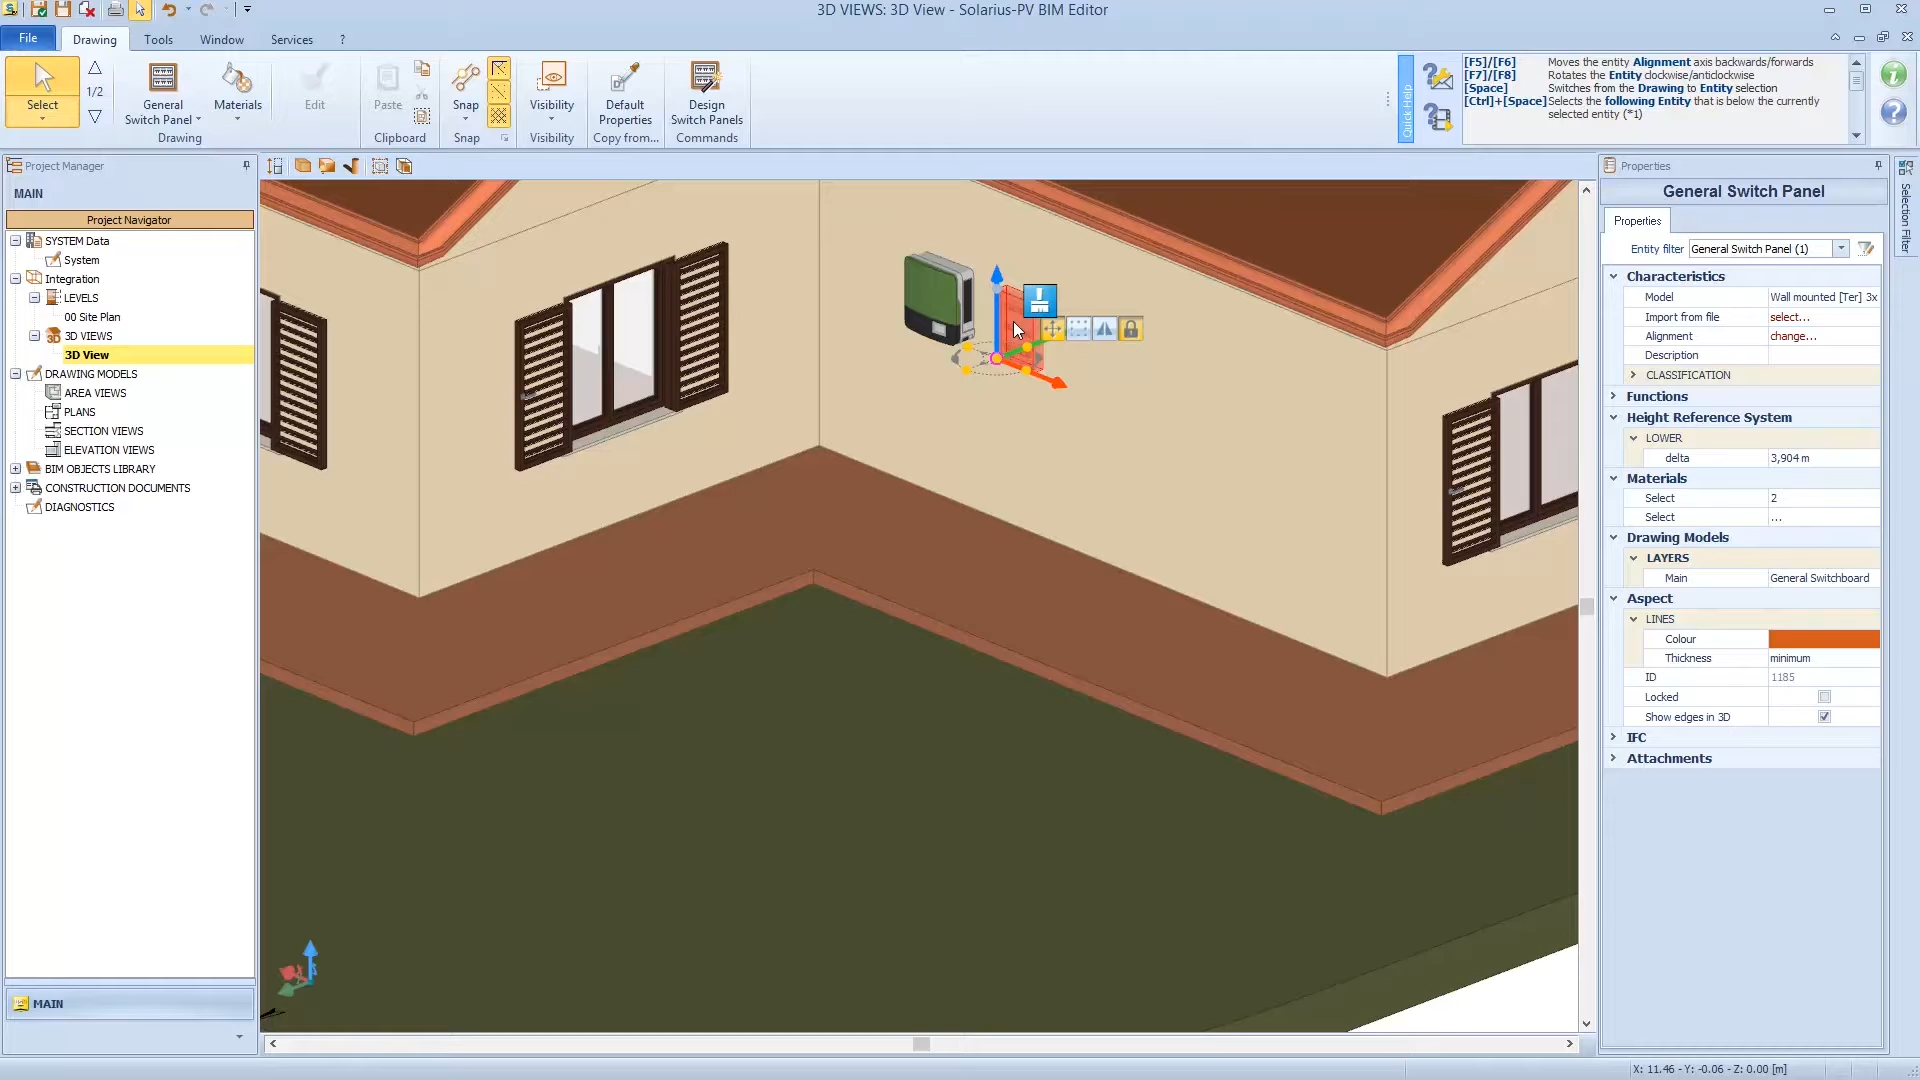 3D VIEWS: 3D View - Solarius-PV BIM Editor
File
Drawing
Tools
Window
Services
?
Select
1/2
General
Switch Panel
Materials
Edit
Drawing
Paste
Clipboard
Snap
Snap
Visibility
Visibility
Default
Properties
Copy from...
Design
Switch Panels
Commands
Quick Help
[F5]/[F6] Moves the entity Alignment axis backwards/forwards
[F7]/[F8] Rotates the Entity clockwise/anticlockwise
[Space] Switches from the Drawing to Entity selection
[Ctrl]+[Space] Selects the following Entity that is below the currently
selected entity (*1)
Project Manager
MAIN
Project Navigator
SYSTEM Data
System
Integration
LEVELS
00 Site Plan
3D VIEWS
3D View
DRAWING MODELS
AREA VIEWS
PLANS
SECTION VIEWS
ELEVATION VIEWS
BIM OBJECTS LIBRARY
CONSTRUCTION DOCUMENTS
DIAGNOSTICS
MAIN
Properties
General Switch Panel
Properties
Entity filter General Switch Panel (1)
Characteristics
Model Wall mounted [Ter] 3x
Import from file select...
Alignment change...
Description
CLASSIFICATION
Functions
Height Reference System
LOWER
delta 3,904 m
Materials
Select 2
Select ...
Drawing Models
LAYERS
Main General Switchboard
Aspect
LINES
Colour
Thickness minimum
ID 1185
Locked
Show edges in 3D
IFC
Attachments
Selection Filter
X: 11.46 - Y: -0.06 - Z: 0.00 [m]